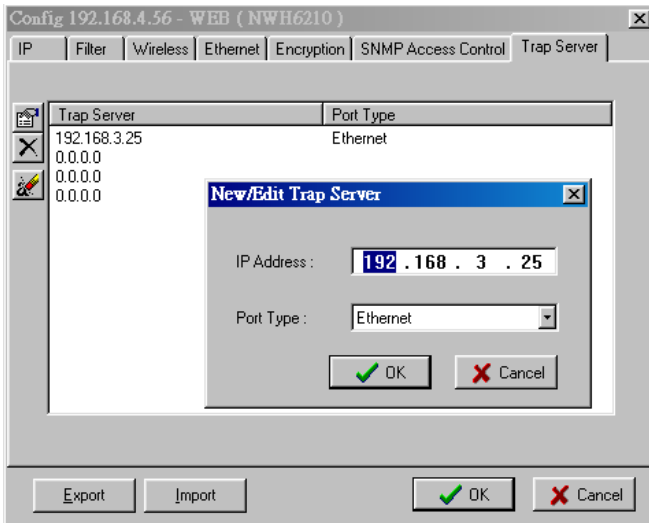 Config 192.168.4.56 - WEB ( NWH6210 )
IP Filter Wireless Ethernet Encryption SNMP Access Control Trap Server
Trap Server Port Type
192.168.3.25 Ethernet
0.0.0.0
0.0.0.0
0.0.0.0
New/Edit Trap Server
IP Address : 192 . 168 . 3 . 25
Port Type : Ethernet
OK Cancel
Export Import OK Cancel